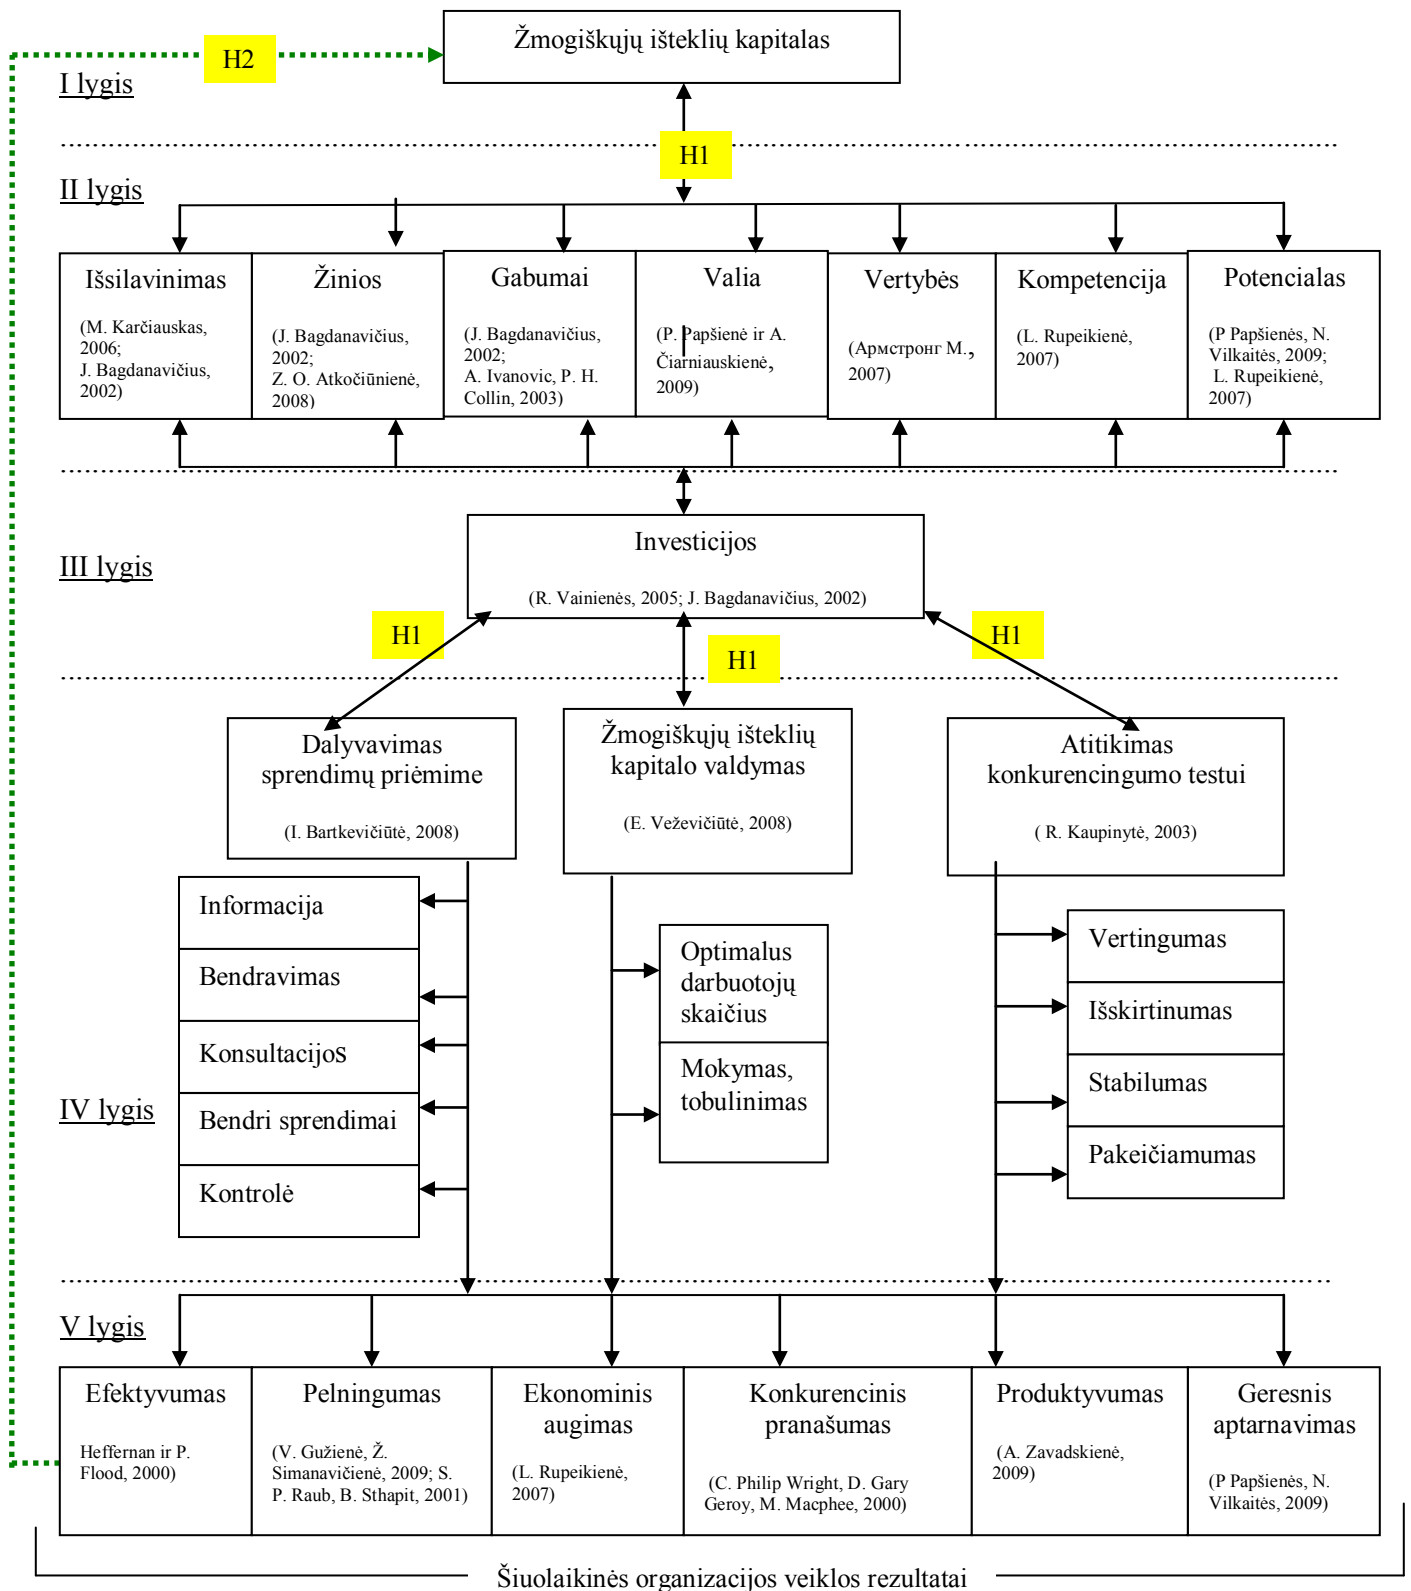 Žmogiškųjų išteklių kapitalas
H2
I lygis
H1
II lygis
Išsilavinimas
(M. Karčiauskas,
2006;
J. Bagdanavičius,
2002)
Žinios
(J. Bagdanavičius,
2002;
Z. O. Atkočiūnienė,
2008)
Gabumai
(J. Bagdanavičius,
2002;
A. Ivanovic, P. H.
Collin, 2003)
Valia
(P. Papšienė ir A.
Čiarniauskienė,
2009)
Vertybės
(Армстронг М.,
2007)
Kompetencija
(L. Rupeikienė,
2007)
Potencialas
(P Papšienės, N.
Vilkaitės, 2009;
L. Rupeikienė,
2007)
III lygis
Investicijos
(R. Vainienės, 2005; J. Bagdanavičius, 2002)
H1
H1
H1
Dalyvavimas
sprendimų priėmime
(I. Bartkevičiūtė, 2008)
Žmogiškųjų išteklių
kapitalo valdymas
(E. Veževičiūtė, 2008)
Atitikimas
konkurencingumo testui
( R. Kaupinytė, 2003)
IV lygis
Informacija
Bendravimas
Konsultacijos
Bendri sprendimai
Kontrolė
Optimalus
darbuotojų
skaičius
Mokymas,
tobulinimas
Vertingumas
Išskirtinumas
Stabilumas
Pakeičiamumas
V lygis
Efektyvumas
Heffernan ir P.
Flood, 2000)
Pelningumas
(V. Gužienė, Ž.
Simanavičienė, 2009; S.
P. Raub, B. Sthapit, 2001)
Ekonominis
augimas
(L. Rupeikienė,
2007)
Konkurencinis
pranašumas
(C. Philip Wright, D. Gary
Geroy, M. Macphee, 2000)
Produktyvumas
(A. Zavadskienė,
2009)
Geresnis
aptarnavimas
(P Papšienės, N.
Vilkaitės, 2009)
Šiuolaikinės organizacijos veiklos rezultatai